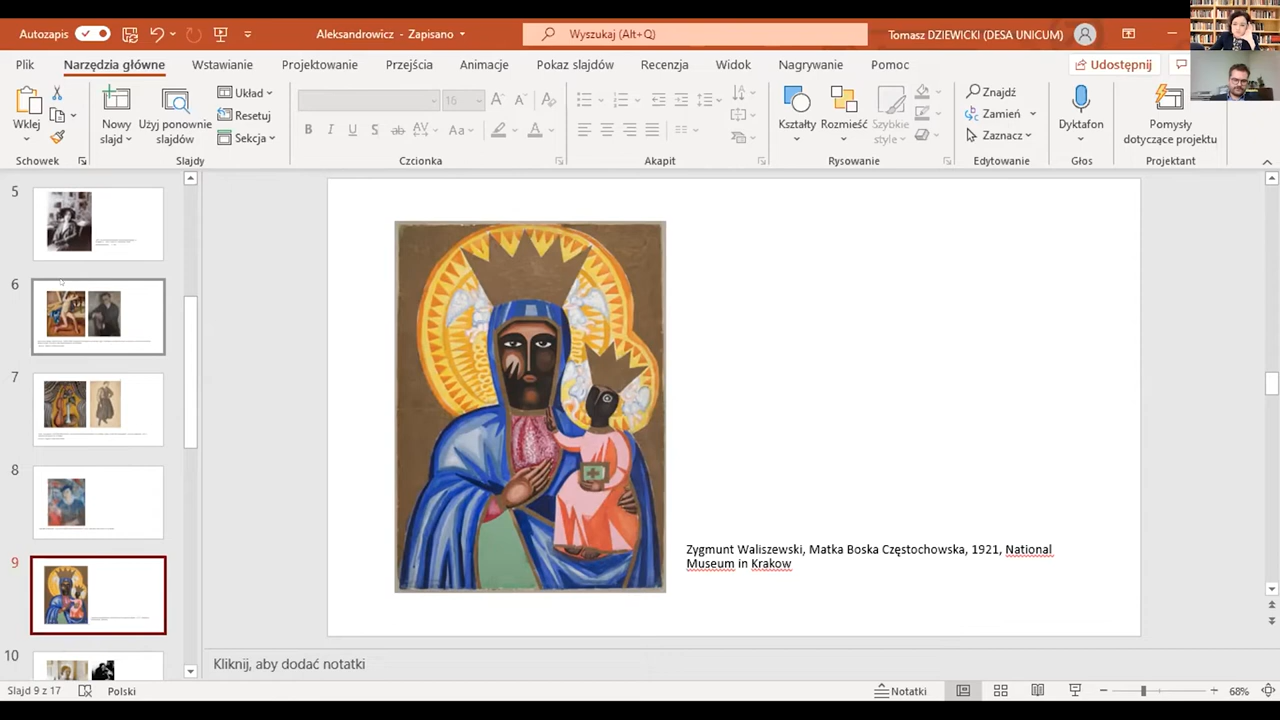 Autozapis
Aleksandrowicz - Zapisano
Wyszukaj (Alt+Q)
Tomasz DZIEWICKI (DESA UNICUM)
Plik
Narzędzia główne
Wstawianie
Projektowanie
Przejścia
Animacje
Pokaz slajdów
Recenzja
Widok
Nagrywanie
Pomoc
Udostępnij
Wklej
Nowy slajd
Użyj ponownie slajdów
Układ
Resetuj
Sekcja
16
Kształty
Rozmieść
Szybkie style
Znajdź
Zamień
Zaznacz
Dyktafon
Pomysły dotyczące projektu
Schowek
Slajdy
Czcionka
Akapit
Rysowanie
Edytowanie
Głos
Projektant
5
6
7
8
9
10
Zygmunt Waliszewski, Matka Boska Częstochowska, 1921, National
Museum in Krakow
Kliknij, aby dodać notatki
Slajd 9 z 17
Polski
Notatki
68%